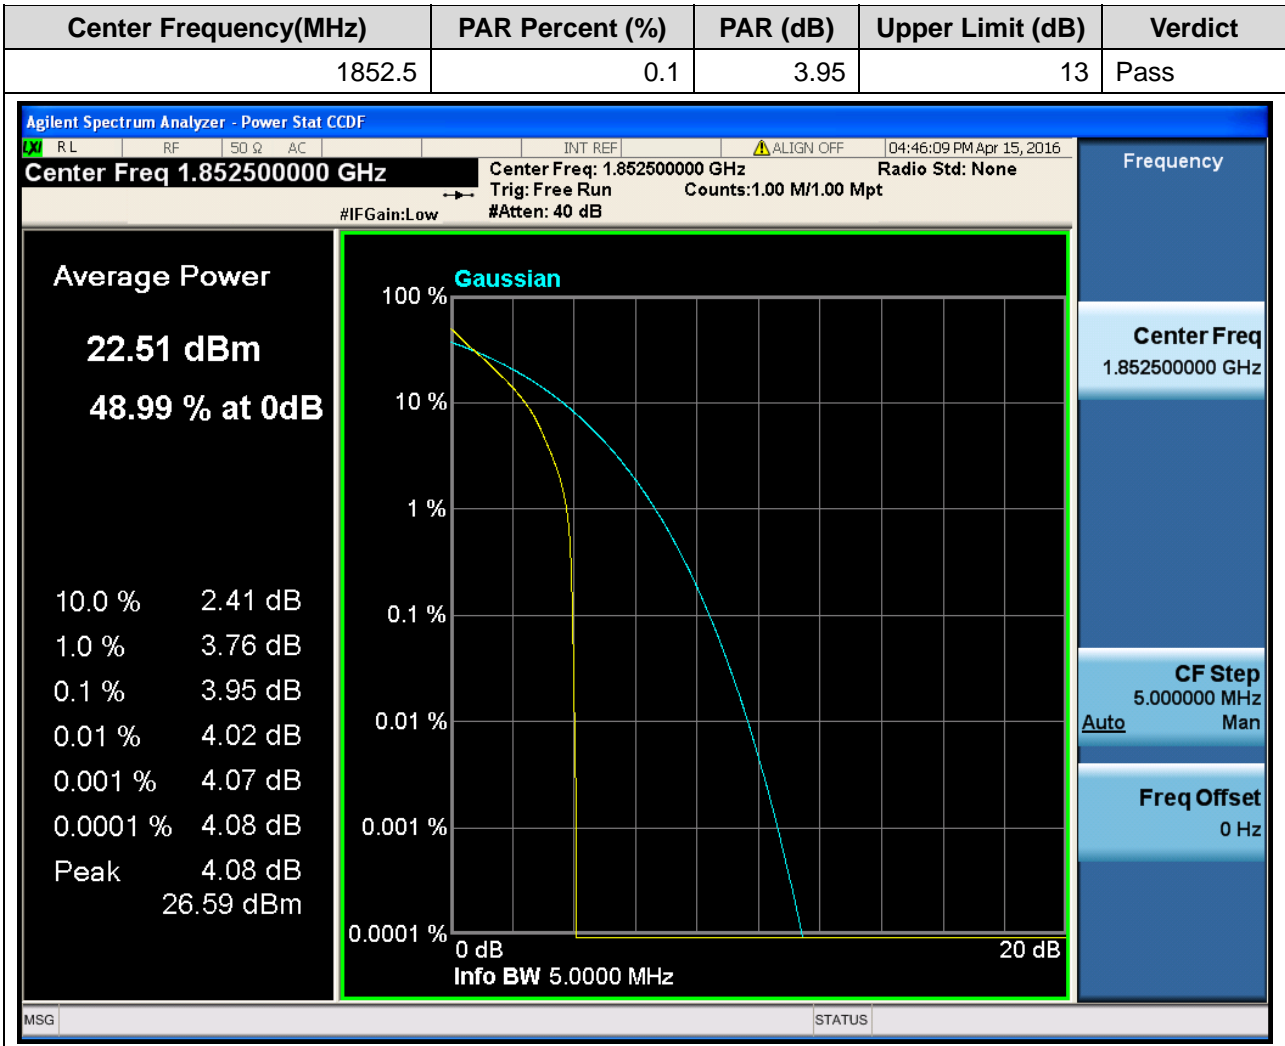 Center Frequency(MHz) PAR Percent (%) PAR (dB) Upper Limit (dB) Verdict
1852.5 0.1 3.95 13 Pass
Agilent Spectrum Analyzer - Power Stat CCDF
LXI RL RF 50 Ω AC INT REF ALIGN OFF 04:46:09 PM Apr 15, 2016
Center Freq 1.852500000 GHz
Center Freq: 1.852500000 GHz Radio Std: None
Trig: Free Run Counts:1.00 M/1.00 Mpt
#IFGain:Low #Atten: 40 dB
Frequency
Average Power
22.51 dBm
48.99 % at 0dB
10.0 % 2.41 dB
1.0 % 3.76 dB
0.1 % 3.95 dB
0.01 % 4.02 dB
0.001 % 4.07 dB
0.0001 % 4.08 dB
Peak 4.08 dB
26.59 dBm
Gaussian
100 %
10 %
1 %
0.1 %
0.01 %
0.001 %
0.0001 %
0 dB 20 dB
Info BW 5.0000 MHz
Center Freq
1.852500000 GHz
CF Step
5.000000 MHz
Auto Man
Freq Offset
0 Hz
MSG STATUS